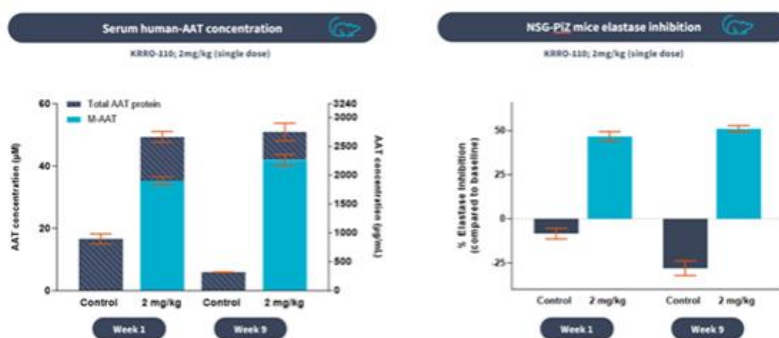 Serum human-AAT concentration
KRRO-110; 2mg/kg (single dose)
Total AAT protein
M-AAT
AAT concentration (µM)
60
40
20
0
3240
3000
2500
2000
1500
1000
500
0
AAT concentration (µg/mL)
Control
2 mg/kg
Control
2 mg/kg
Week 1
Week 9
NSG-PiZ mice elastase inhibition
KRRO-110; 2mg/kg (single dose)
% Elastase Inhibition
(compared to baseline)
50
25
0
-25
Control
2 mg/kg
Control
2 mg/kg
Week 1
Week 9